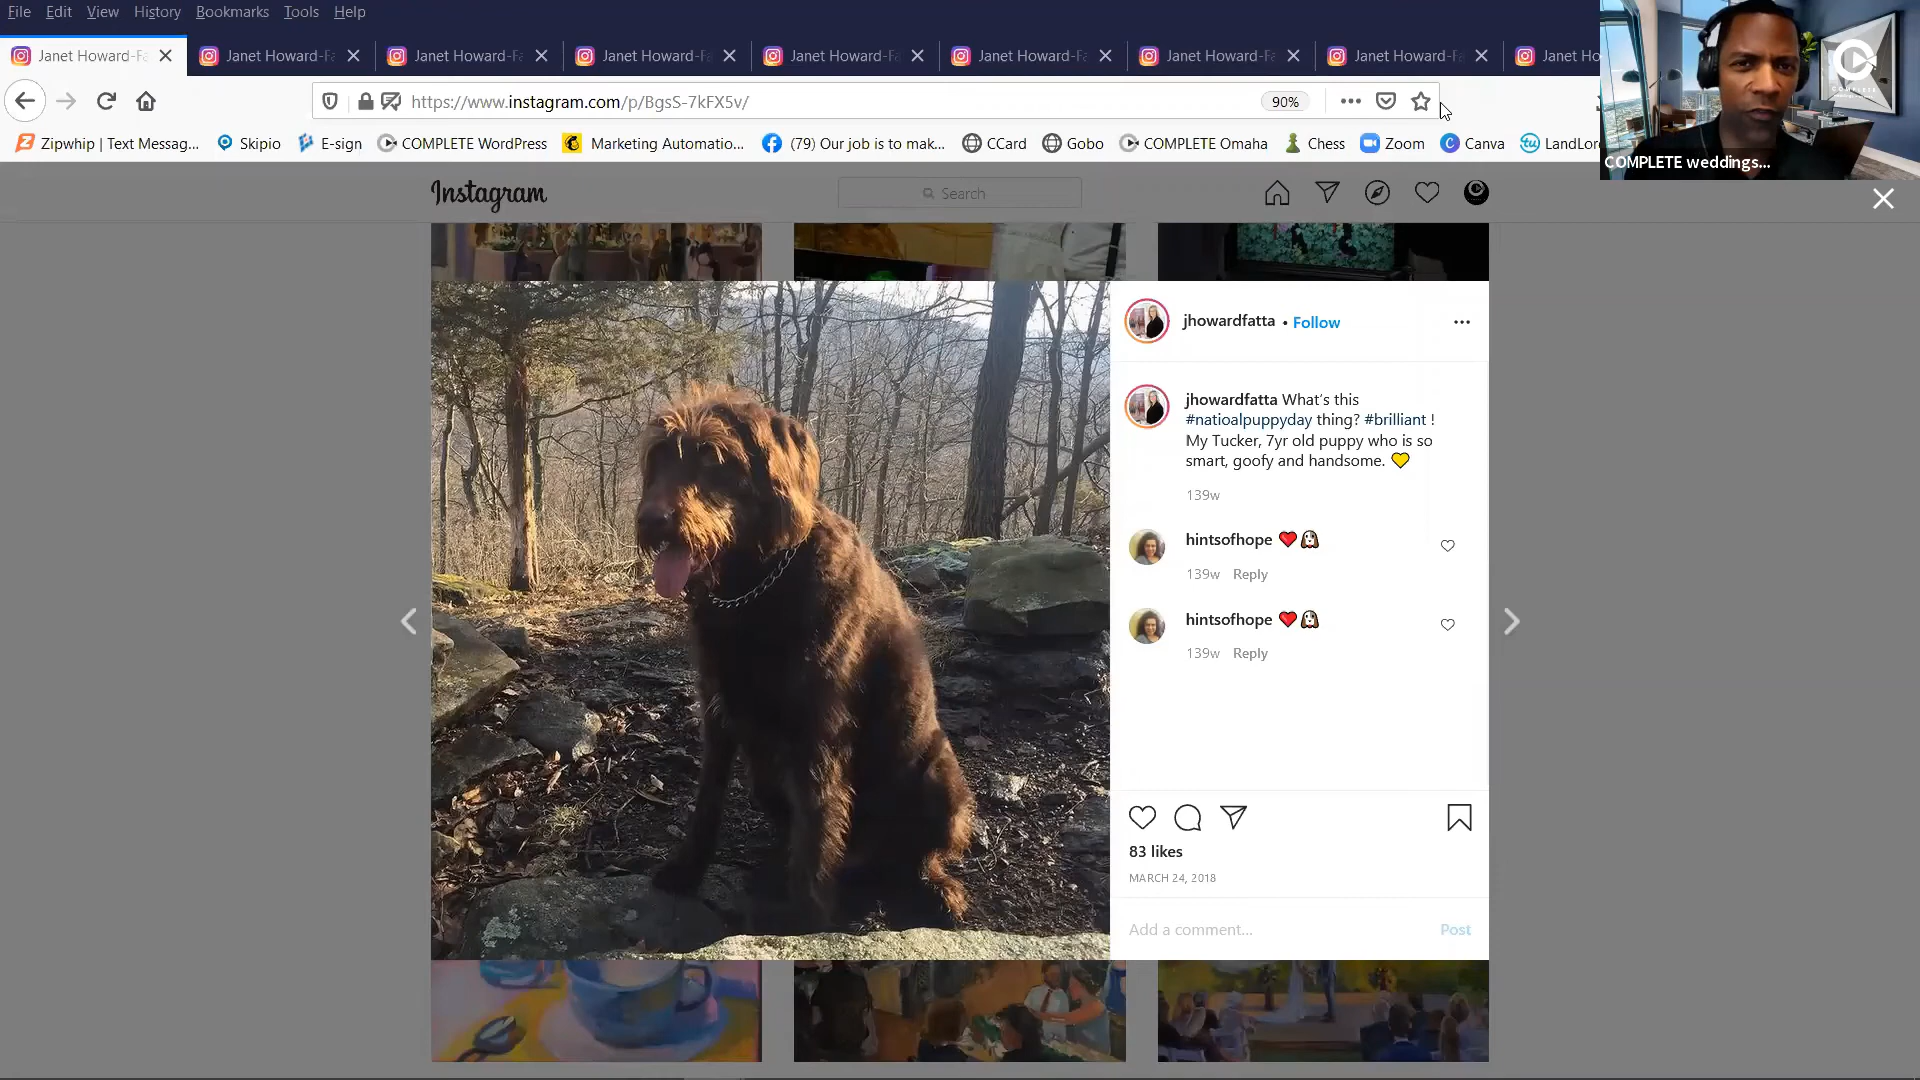 File Edit View History Bookmarks Tools Help
Janet Howard-Fa Janet Howard-Fa Janet Howard-Fa Janet Howard-Fa Janet Howard-Fa Janet Howard-Fa Janet Howard-Fa Janet Howard-Fa Janet Ho
https://www.instagram.com/p/BgsS-7kFX5v/ 90%
Zipwhip | Text Messag... Skipio E-sign COMPLETE WordPress Marketing Automatio... (79) Our job is to mak... CCard Gobo COMPLETE Omaha Chess Zoom Canva LandLor
COMPLETE
COMPLETE weddings...
Instagram Search
jhowardfatta • Follow
jhowardfatta What's this
#natioalpuppyday thing? #brilliant !
My Tucker, 7yr old puppy who is so
smart, goofy and handsome. 💛
139w
hintsofhope ❤️🐶
139w Reply
hintsofhope ❤️🐶
139w Reply
83 likes
MARCH 24, 2018
Add a comment... Post